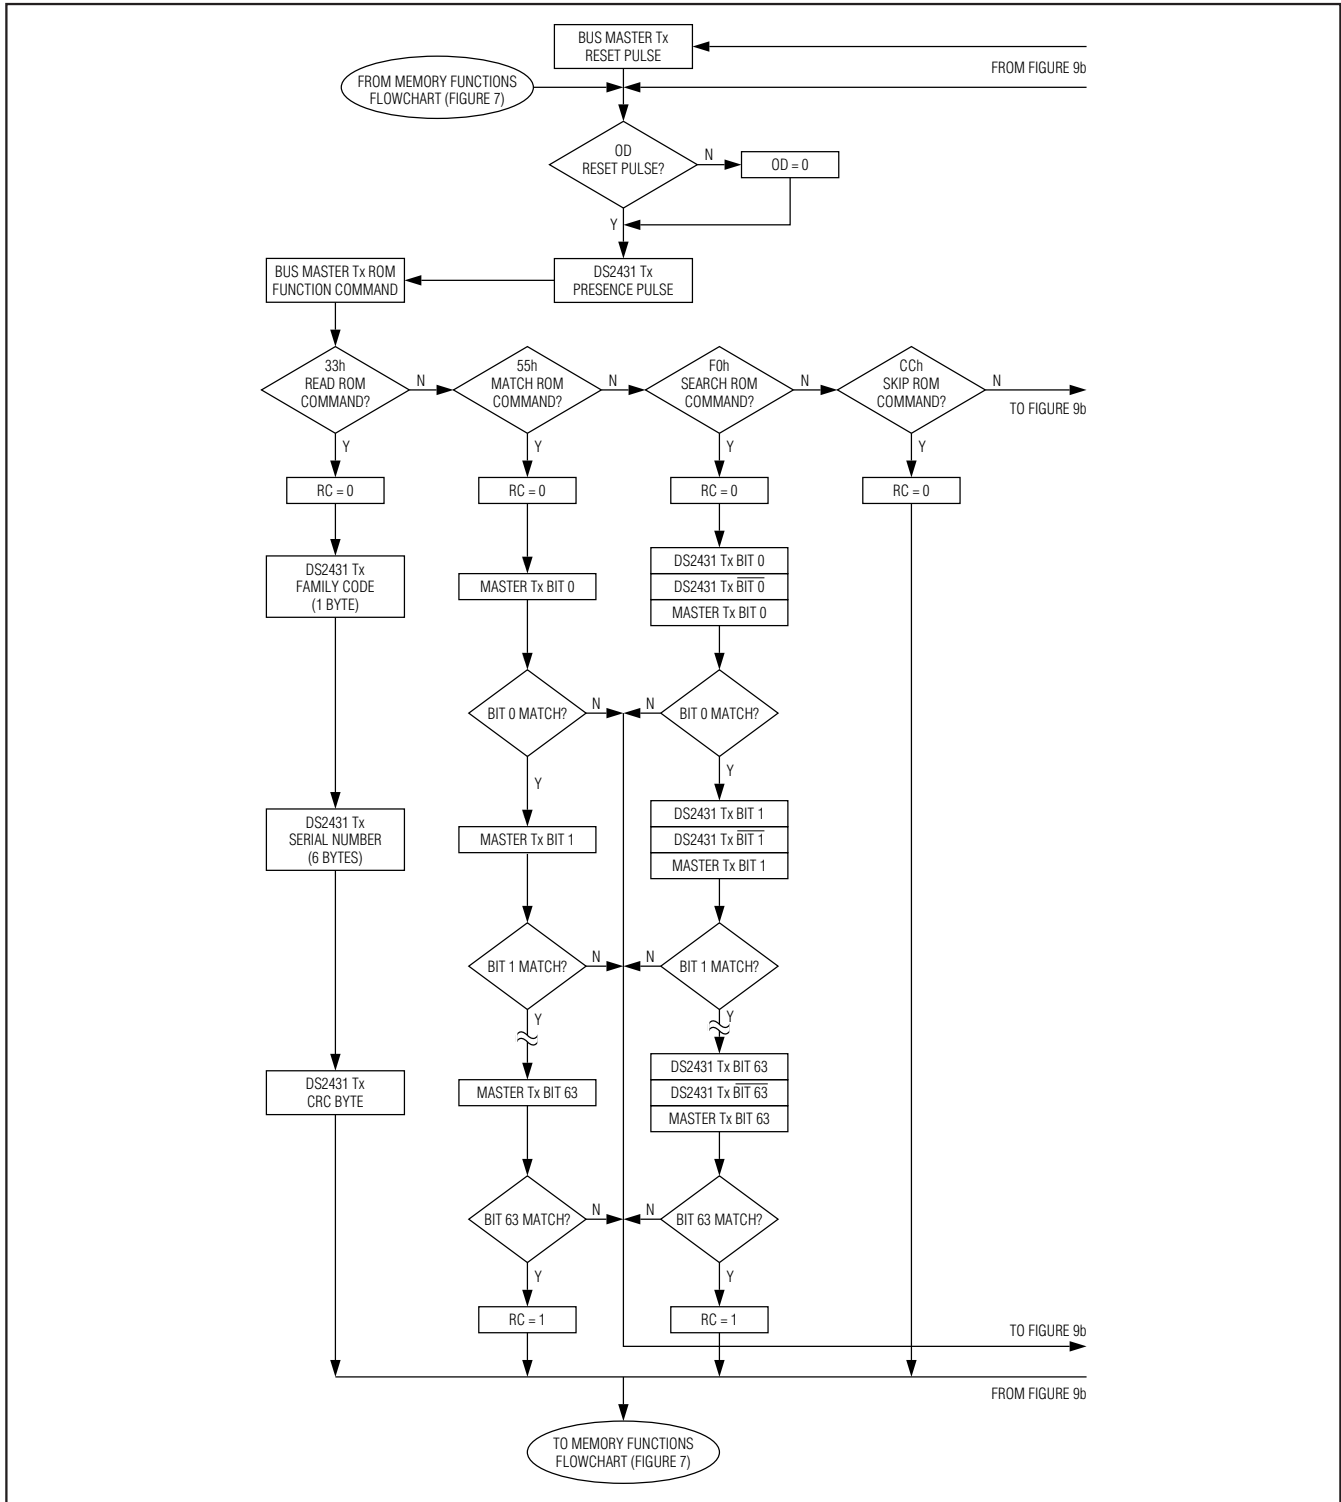 BUS MASTER Tx
RESET PULSE
FROM FIGURE 9b
FROM MEMORY FUNCTIONS
FLOWCHART (FIGURE 7)
OD
RESET PULSE?
N
OD = 0
Y
BUS MASTER Tx ROM
FUNCTION COMMAND
DS2431 Tx
PRESENCE PULSE
33h
READ ROM
COMMAND?
N
55h
MATCH ROM
COMMAND?
N
F0h
SEARCH ROM
COMMAND?
N
CCh
SKIP ROM
COMMAND?
N
TO FIGURE 9b
Y
Y
Y
Y
RC = 0
RC = 0
RC = 0
RC = 0
DS2431 Tx
FAMILY CODE
(1 BYTE)
MASTER Tx BIT 0
DS2431 Tx BIT 0
DS2431 Tx B̅I̅T̅ ̅0̅
MASTER Tx BIT 0
BIT 0 MATCH?
N
N
BIT 0 MATCH?
Y
Y
DS2431 Tx
SERIAL NUMBER
(6 BYTES)
MASTER Tx BIT 1
DS2431 Tx BIT 1
DS2431 Tx B̅I̅T̅ ̅1̅
MASTER Tx BIT 1
BIT 1 MATCH?
N
N
BIT 1 MATCH?
Y
Y
DS2431 Tx
CRC BYTE
MASTER Tx BIT 63
DS2431 Tx BIT 63
DS2431 Tx B̅I̅T̅ ̅6̅3̅
MASTER Tx BIT 63
BIT 63 MATCH?
N
N
BIT 63 MATCH?
Y
Y
RC = 1
RC = 1
TO FIGURE 9b
FROM FIGURE 9b
TO MEMORY FUNCTIONS
FLOWCHART (FIGURE 7)